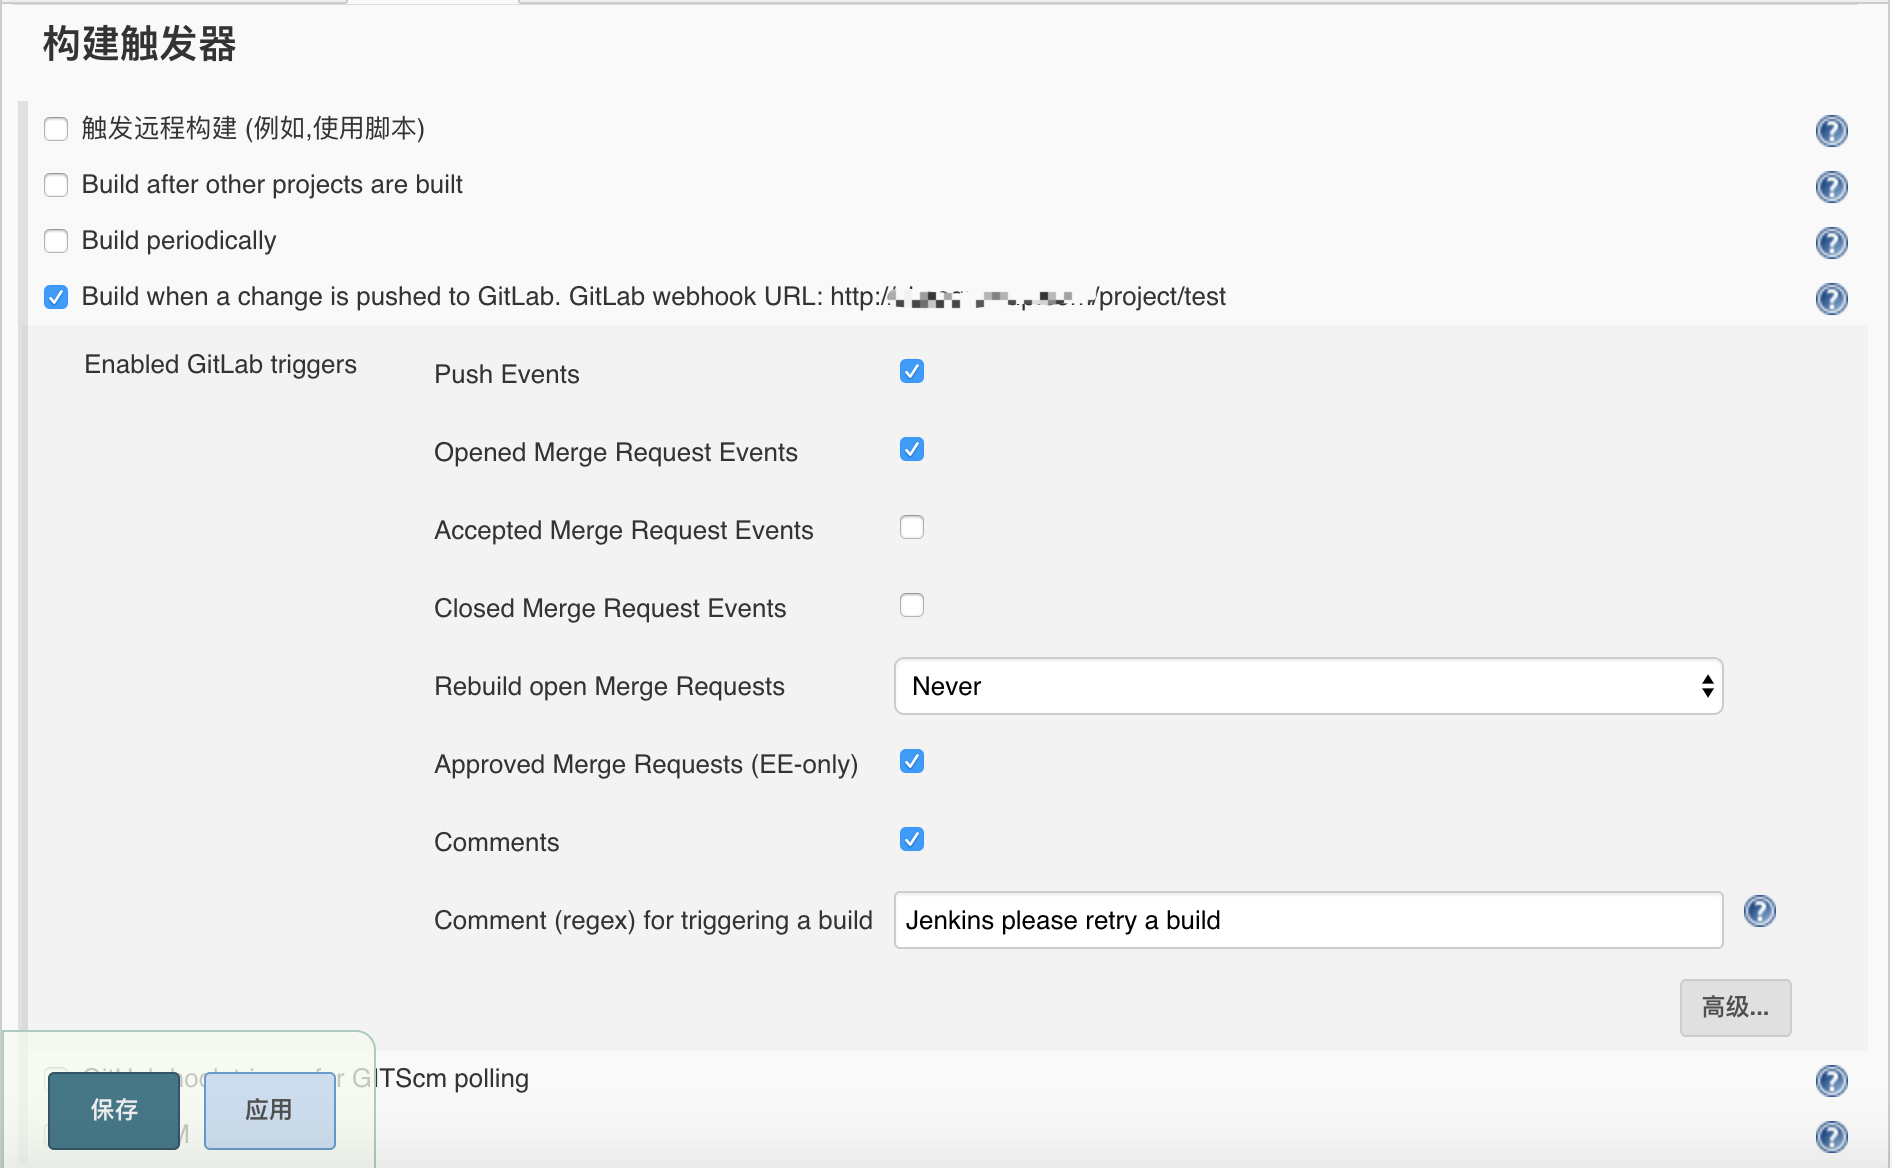 构建触发器
触发远程构建 (例如,使用脚本)
Build after other projects are built
Build periodically
Build when a change is pushed to GitLab. GitLab webhook URL: http:// /project/test
Enabled GitLab triggers
Push Events
Opened Merge Request Events
Accepted Merge Request Events
Closed Merge Request Events
Rebuild open Merge Requests
Never
Approved Merge Requests (EE-only)
Comments
Comment (regex) for triggering a build
Jenkins please retry a build
高级...
GITScm polling
保存
应用